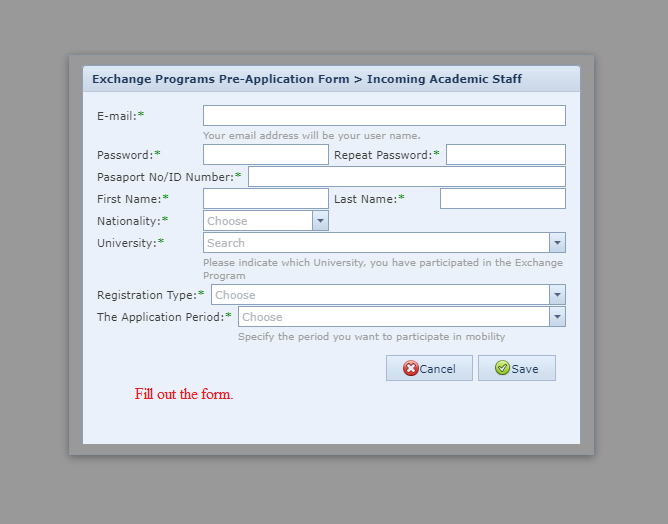 Exchange Programs Pre-Application Form > Incoming Academic Staff
E-mail:*
Your email address will be your user name.
Password:* Repeat Password:*
Pasaport No/ID Number:*
First Name:* Last Name:*
Nationality:* Choose
University:* Search
Please indicate which University, you have participated in the Exchange
Program
Registration Type:* Choose
The Application Period:* Choose
Specify the period you want to participate in mobility
Cancel Save
Fill out the form.